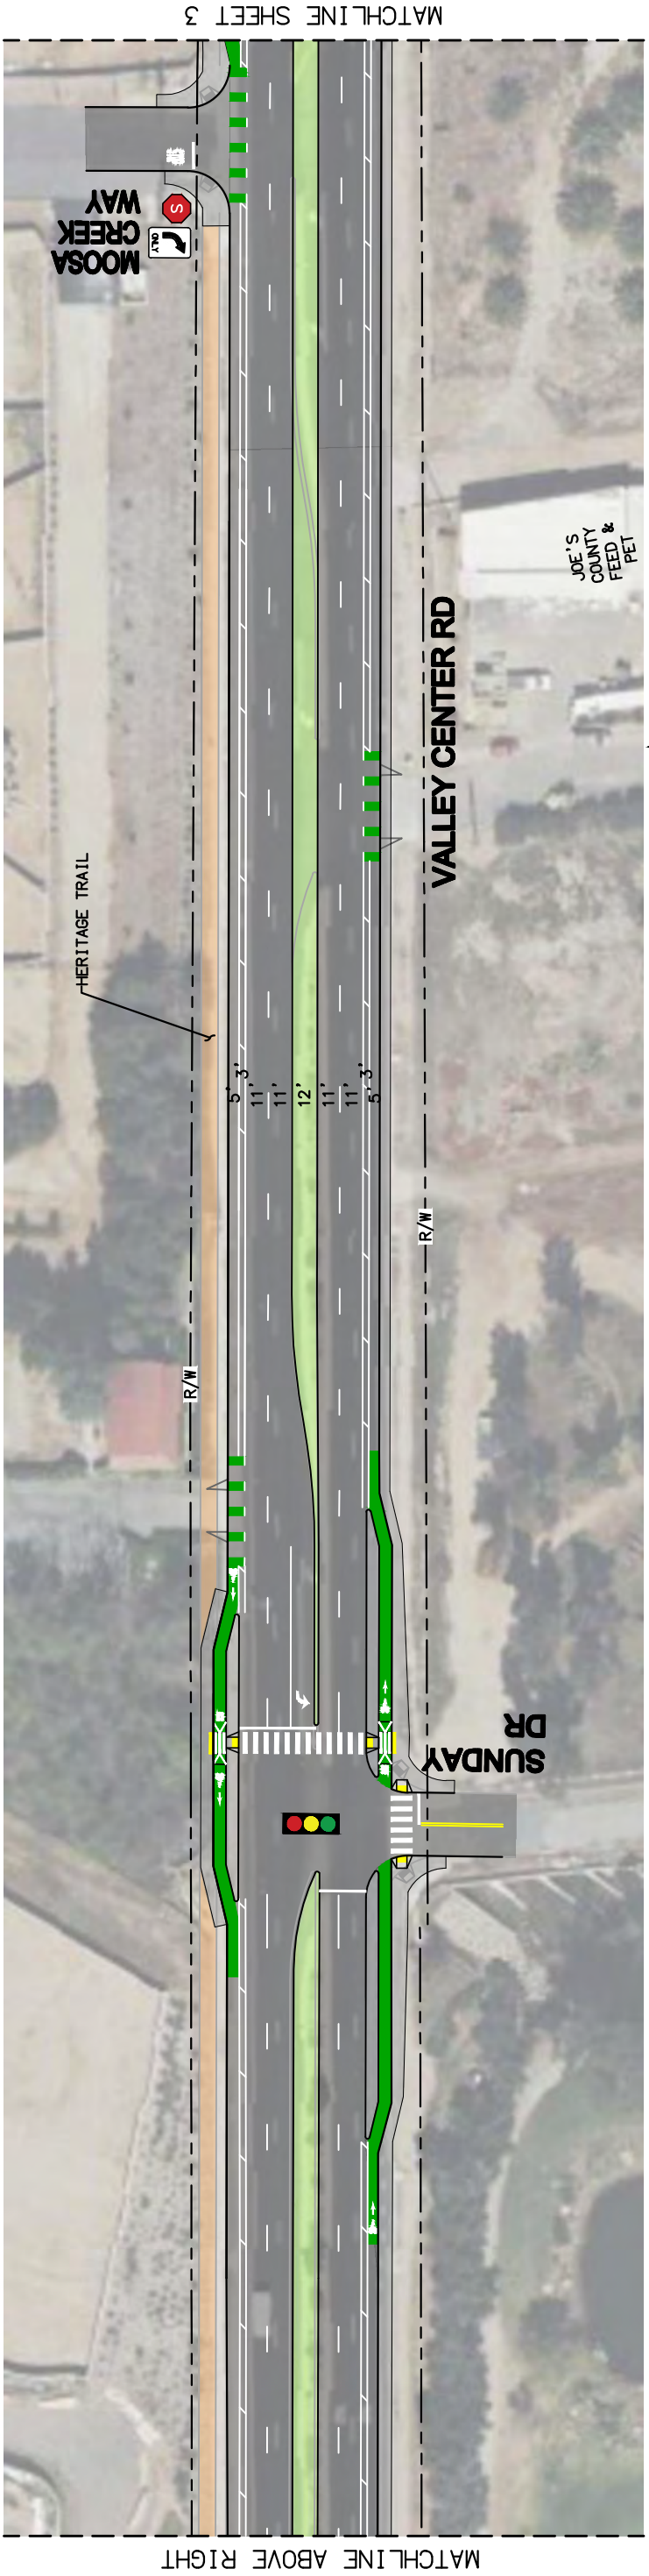 MATCHLINE SHEET 3
MOOSA
CREEK
WAY
S
ONLY
JOE'S
COUNTY
FEED &
PET
VALLEY CENTER RD
HERITAGE TRAIL
5' 3'
11'
11'
12'
11'
11'
5' 3'
R/W
R/W
SUNDAY
DR
MATCHLINE ABOVE RIGHT